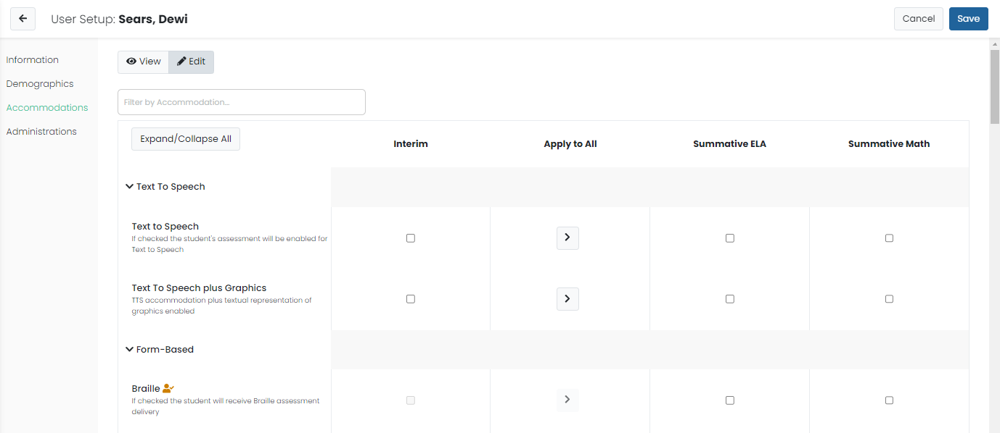 User Setup: Sears, Dewi
Cancel
Save
Information
Demographics
Accommodations
Administrations
View
Edit
Filter by Accommodation...
Expand/Collapse All
Interim
Apply to All
Summative ELA
Summative Math
Text To Speech
Text to Speech
If checked the student's assessment will be enabled for
Text to Speech
Text To Speech plus Graphics
TTS accommodation plus textual representation of
graphics enabled
Form-Based
Braille
If checked the student will receive Braille assessment
delivery